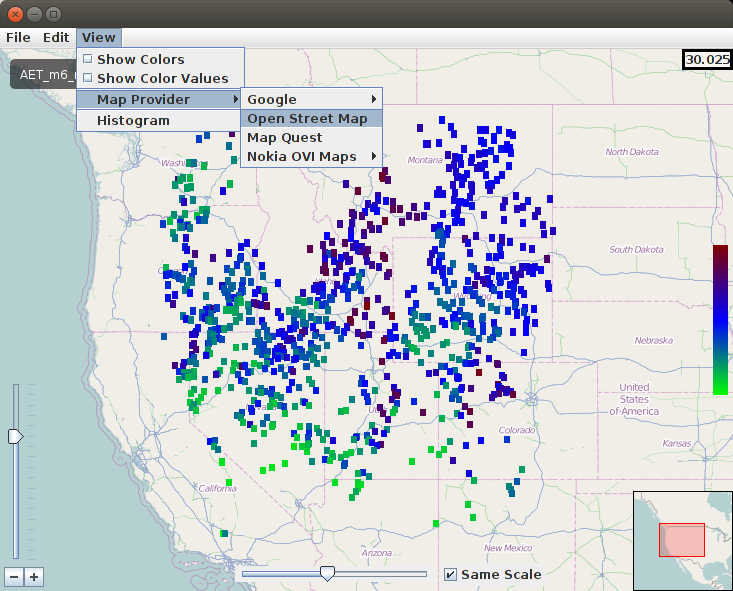 File Edit View
Show Colors
Show Color Values
Map Provider
Histogram
Google
Open Street Map
Map Quest
Nokia OVI Maps
30.025
AET_m6_
Montana
North Dakota
South Dakota
Nebraska
United
States
of America
Colorado
Kansas
California
Arizona
New Mexico
Same Scale